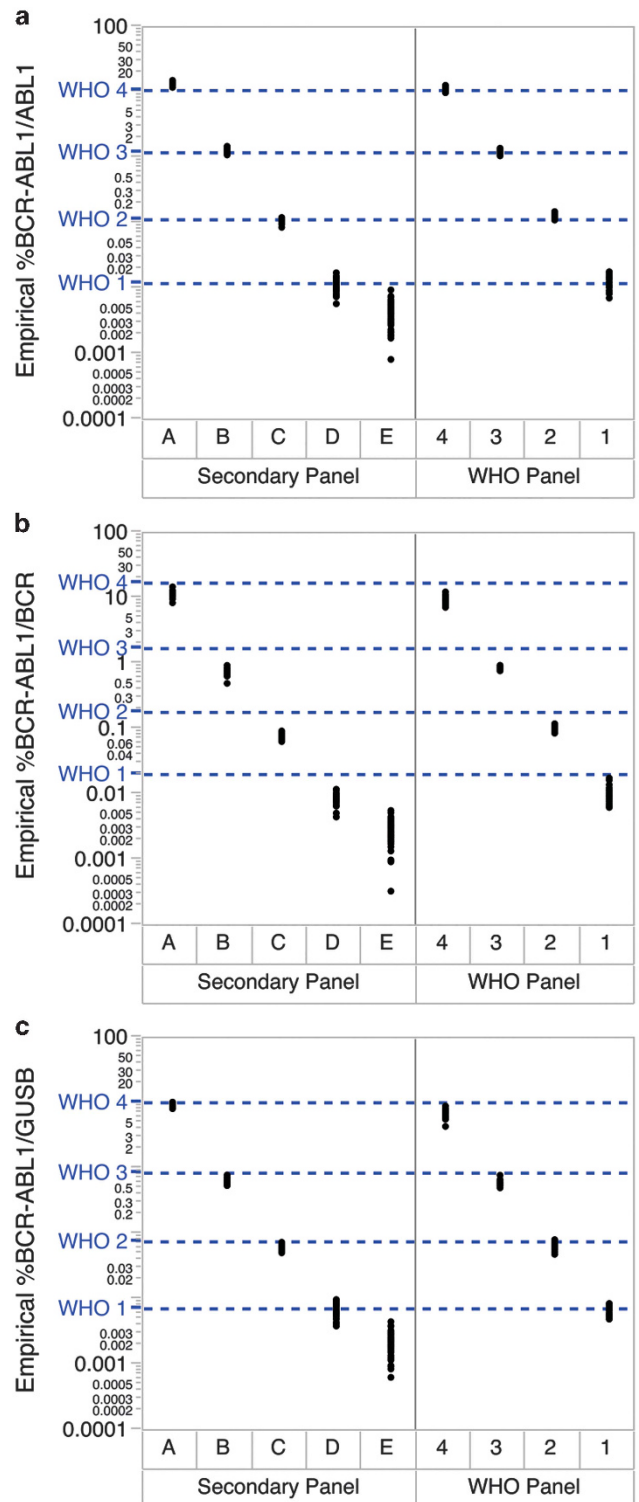 a
Empirical %BCR-ABL1/ABL1
100
50
30
20
WHO 4
5
3
2
WHO 3
0.5
0.3
0.2
WHO 2
0.05
0.03
0.02
WHO 1
0.005
0.003
0.002
0.001
0.0005
0.0003
0.0002
0.0001
A B C D E 4 3 2 1
Secondary Panel WHO Panel
b
Empirical %BCR-ABL1/BCR
100
50
30
20
WHO 4
10
5
3
2
WHO 3
1
0.5
0.3
WHO 2
0.1
0.06
0.04
WHO 1
0.01
0.005
0.003
0.002
0.001
0.0005
0.0003
0.0002
0.0001
A B C D E 4 3 2 1
Secondary Panel WHO Panel
c
Empirical %BCR-ABL1/GUSB
100
50
30
20
WHO 4
5
3
2
WHO 3
0.5
0.3
0.2
WHO 2
0.03
0.02
WHO 1
0.003
0.002
0.001
0.0005
0.0003
0.0002
0.0001
A B C D E 4 3 2 1
Secondary Panel WHO Panel